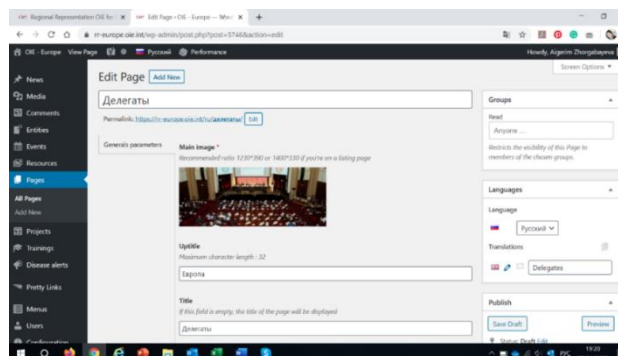 Regional Representation OIE for
Edit Page ‹ OIE - Europe — Wor
rr-europe.oie.int/wp-admin/post.php?post=5746&action=edit
OIE - Europe View Page 0 Русский Performance
Howdy, Aigerim Zhorgabayeva
Screen Options
News
Media
Comments
Entities
Events
Resources
Pages
All Pages
Add New
Projects
Trainings
Disease alerts
Pretty Links
Menus
Users
Configuration
Edit Page Add New
Делегаты
Permalink: https://rr-europe.oie.int/ru/делегаты/ Edit
Generals parameters
Main image *
Recommended ratio 1230*390 or 1400*330 if you're on a listing page
Uptitle
Maximum character length : 32
Европа
Title
If this field is empty, the title of the page will be displayed
Делегаты
Groups
Read
Anyone ...
Restricts the visibility of this Page to
members of the chosen groups.
Languages
Language
Русский
Translations
Delegates
Publish
Save Draft Preview
Status: Draft Edit
РУС 19:20